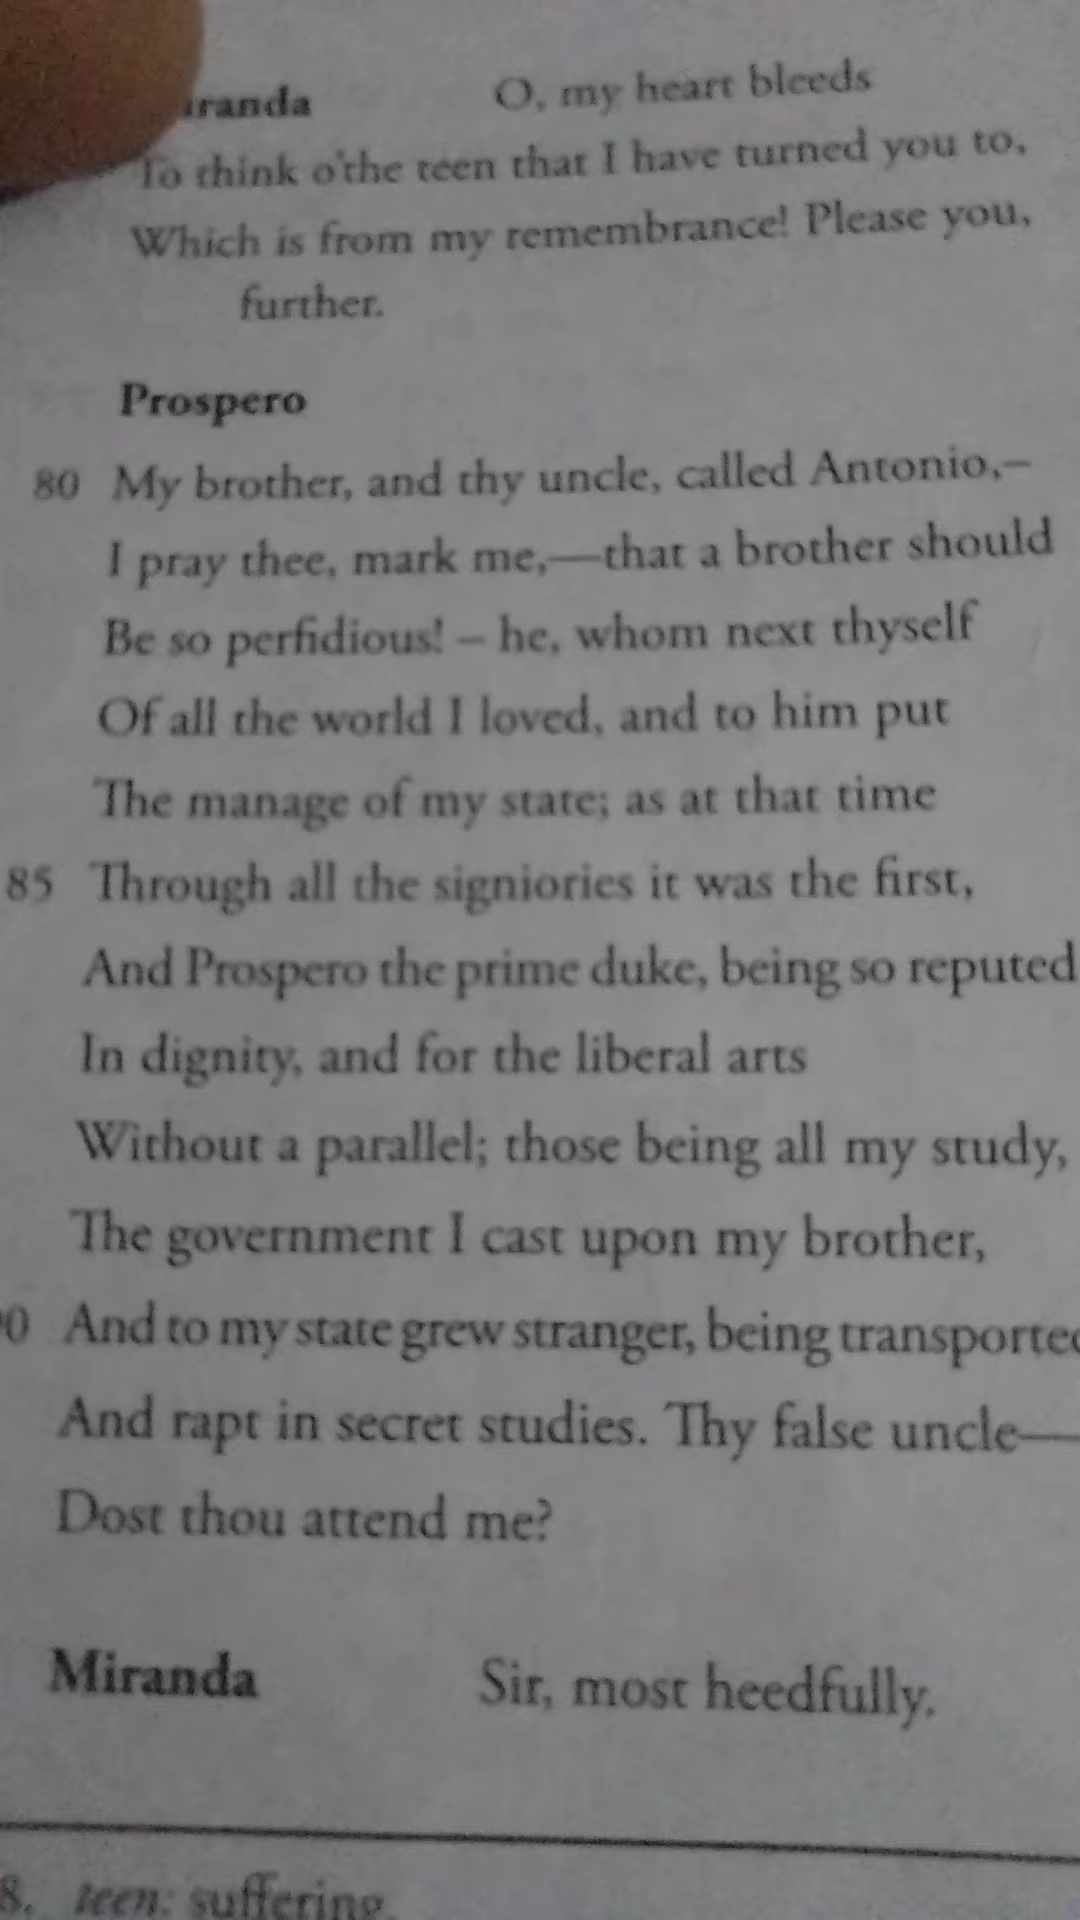 iranda O, my heart bleeds
To think o'the teen that I have turned you to,
Which is from my remembrance! Please you,
further.
Prospero
80 My brother, and thy uncle, called Antonio,–
I pray thee, mark me,—that a brother should
Be so perfidious! – he, whom next thyself
Of all the world I loved, and to him put
The manage of my state; as at that time
85 Through all the signiories it was the first,
And Prospero the prime duke, being so reputed
In dignity, and for the liberal arts
Without a parallel; those being all my study,
The government I cast upon my brother,
0 And to my state grew stranger, being transported
And rapt in secret studies. Thy false uncle—
Dost thou attend me?
Miranda Sir, most heedfully.
8. teen: suffering.